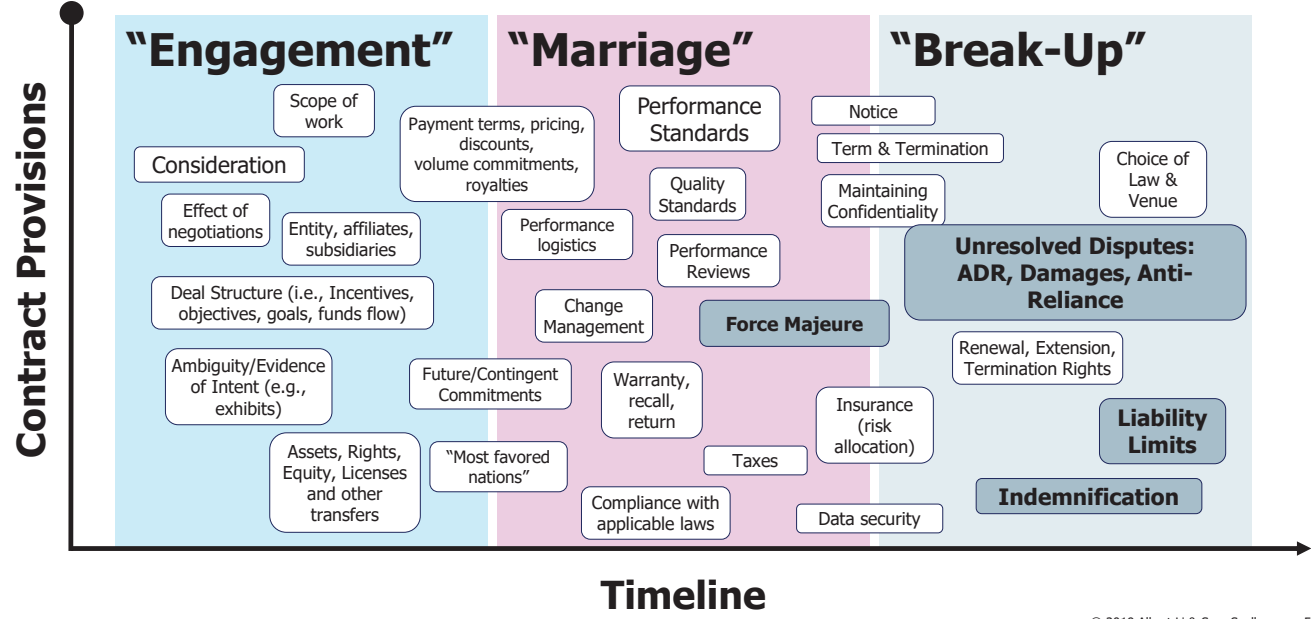 Contract Provisions
“Engagement”
Scope of
work
Consideration
Effect of
negotiations
Entity, affiliates,
subsidiaries
Deal Structure (i.e., Incentives,
objectives, goals, funds flow)
Ambiguity/Evidence
of Intent (e.g.,
exhibits)
Assets, Rights,
Equity, Licenses
and other
transfers
Payment terms, pricing,
discounts,
volume commitments,
royalties
Future/Contingent
Commitments
“Most favored
nations”
“Marriage”
Performance
Standards
Quality
Standards
Performance
logistics
Performance
Reviews
Change
Management
Force Majeure
Warranty,
recall,
return
Taxes
Compliance with
applicable laws
“Break-Up”
Notice
Term & Termination
Maintaining
Confidentiality
Choice of
Law &
Venue
Unresolved Disputes:
ADR, Damages, Anti-
Reliance
Renewal, Extension,
Termination Rights
Insurance
(risk
allocation)
Liability
Limits
Indemnification
Data security
Timeline